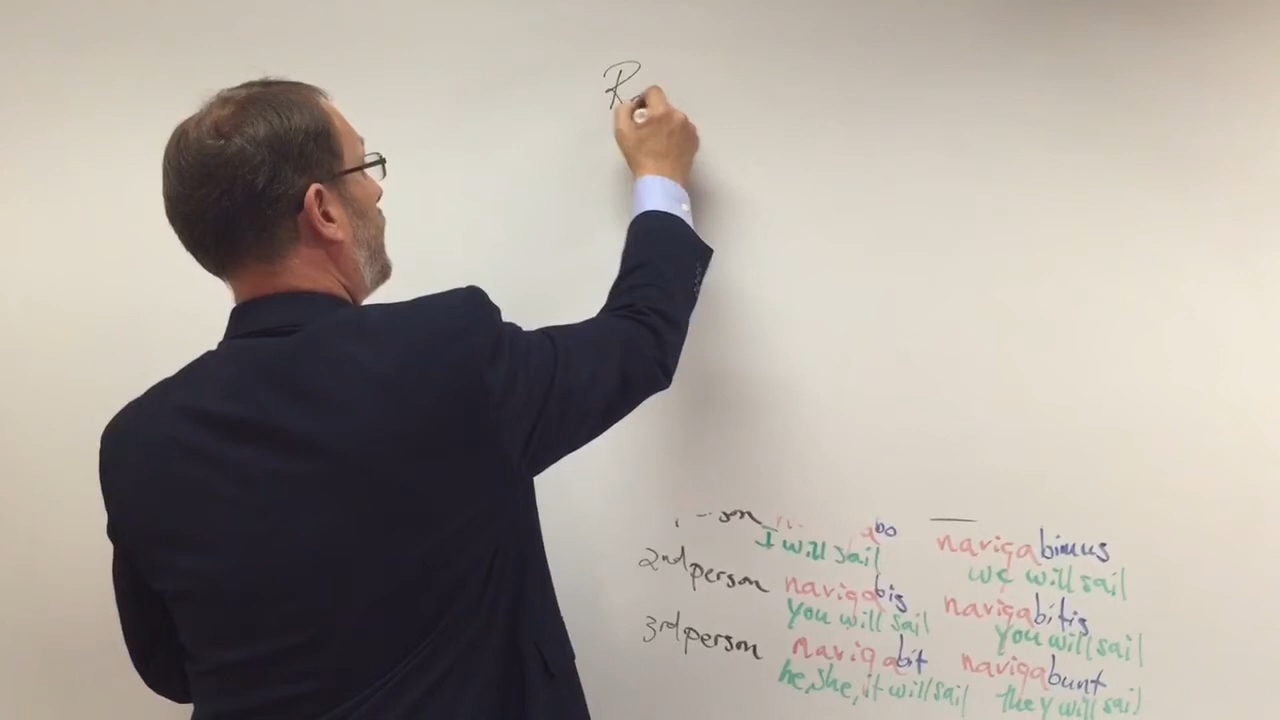 R
abo navigabimus
I will sail we will sail
2nd person navigabis navigabitis
you will sail you will sail
3rd person navigabit navigabunt
he, she, it will sail they will sail